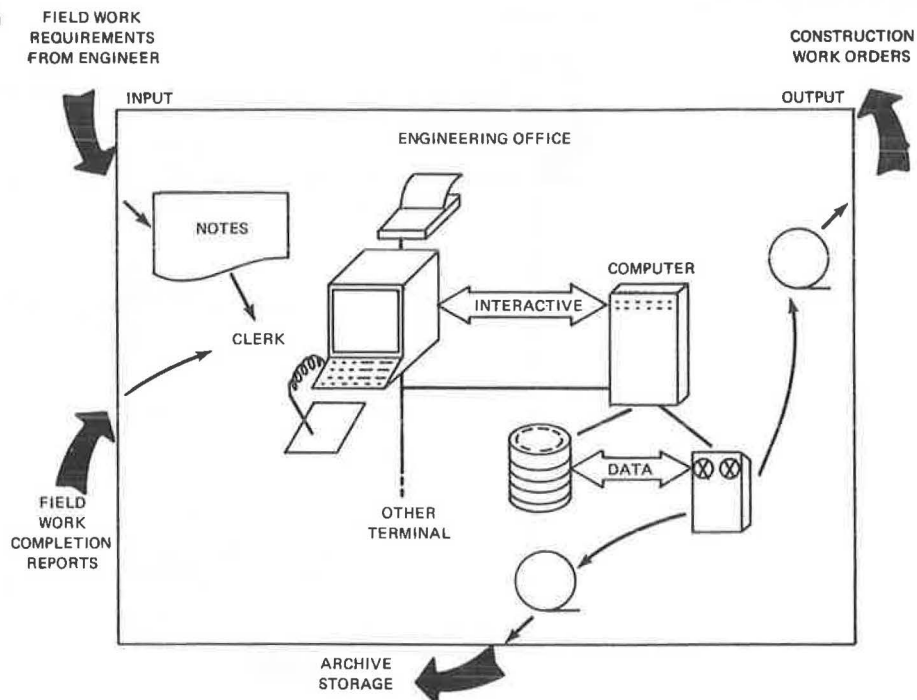 FIELD WORK
REQUIREMENTS
FROM ENGINEER
CONSTRUCTION
WORK ORDERS
INPUT
OUTPUT
ENGINEERING OFFICE
NOTES
COMPUTER
INTERACTIVE
CLERK
DATA
FIELD
WORK
COMPLETION
REPORTS
OTHER
TERMINAL
ARCHIVE
STORAGE